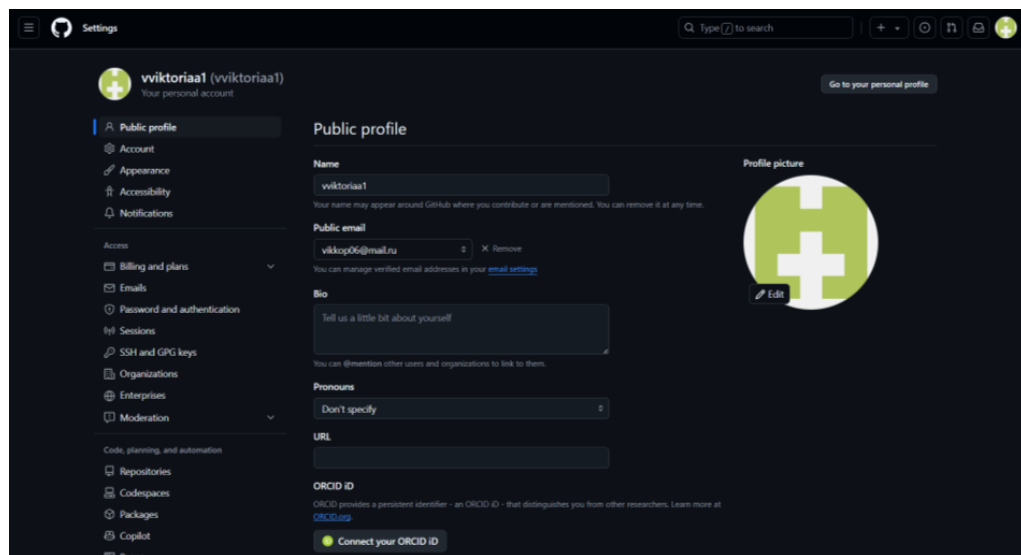 Settings
Type / to search
vviktoriaa1 (vviktoriaa1)
Your personal account
Go to your personal profile
Public profile
Account
Appearance
Accessibility
Notifications
Access
Billing and plans
Emails
Password and authentication
Sessions
SSH and GPG keys
Organizations
Enterprises
Moderation
Code, planning, and automation
Repositories
Codespaces
Packages
Copilot
Public profile
Name
vviktoriaa1
Your name may appear around GitHub where you contribute or are mentioned. You can remove it at any time.
Public email
vikkop06@mail.ru
Remove
You can manage verified email addresses in your email settings
Bio
Tell us a little bit about yourself
You can @mention other users and organizations to link to them.
Pronouns
Don't specify
URL
ORCID iD
ORCID provides a persistent identifier - an ORCID iD - that distinguishes you from other researchers. Learn more at
ORCID.org.
Connect your ORCID iD
Profile picture
Edit